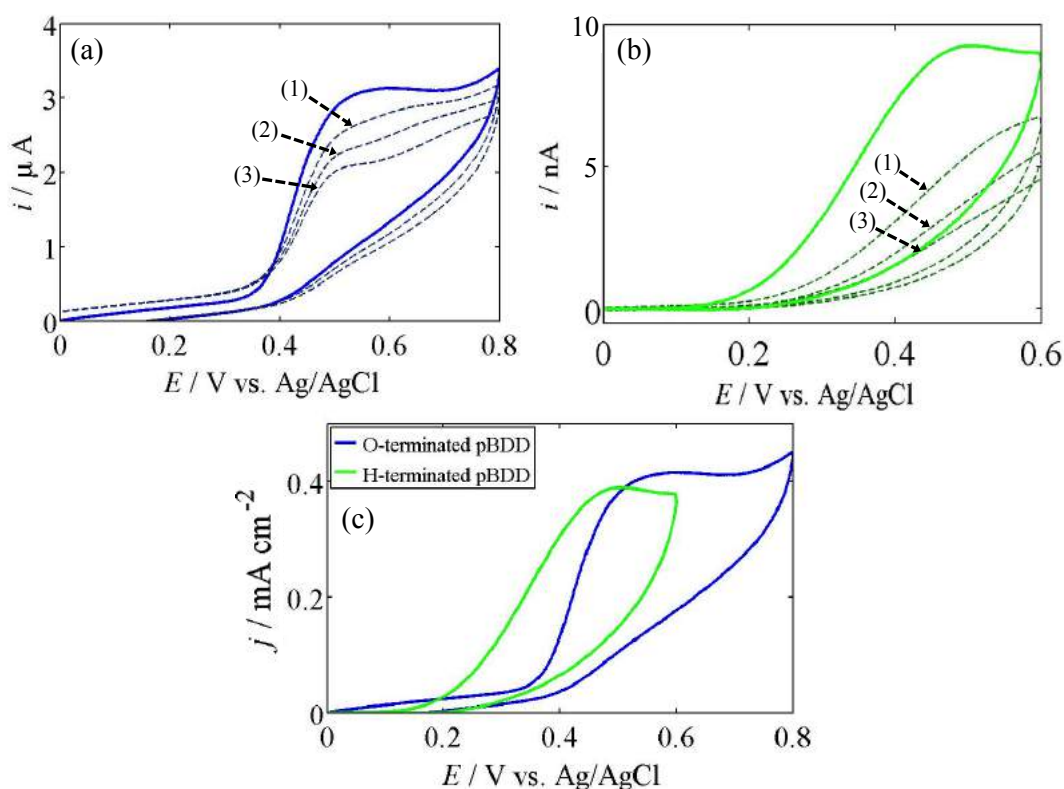 (a)
4
3
2
1
0
i / μ A
(1)
(2)
(3)
0 0.2 0.4 0.6 0.8
E / V vs. Ag/AgCl
(b)
10
5
0
i / nA
(1)
(2)
(3)
0 0.2 0.4 0.6
E / V vs. Ag/AgCl
O-terminated pBDD
H-terminated pBDD
(c)
0.4
0.2
0
j / mA cm-2
0 0.2 0.4 0.6 0.8
E / V vs. Ag/AgCl